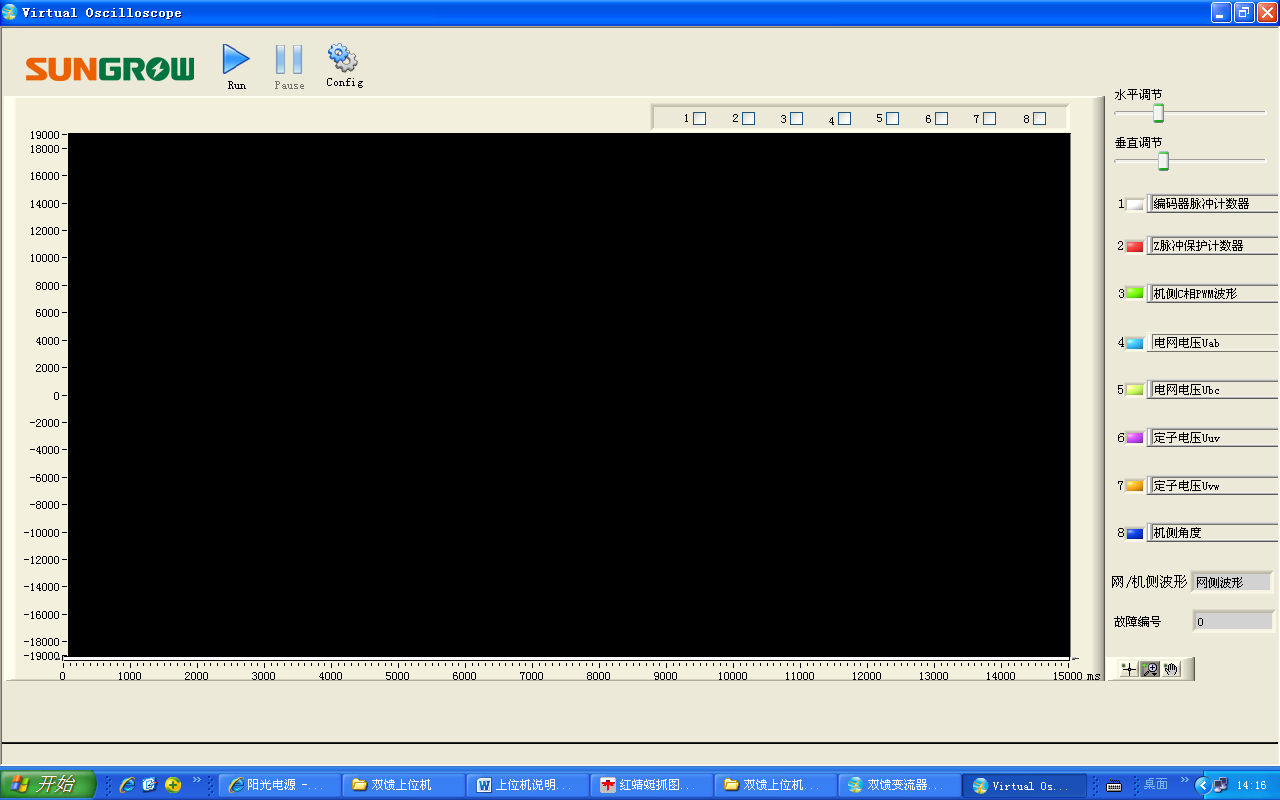 Virtual Oscilloscope
SUNGROW
Run
Pause
Config
1 2 3 4 5 6 7 8
19000
18000
16000
14000
12000
10000
8000
6000
4000
2000
0
-2000
-4000
-6000
-8000
-10000
-12000
-14000
-16000
-18000
-19000
0 1000 2000 3000 4000 5000 6000 7000 8000 9000 10000 11000 12000 13000 14000 15000 ms
水平调节
垂直调节
1 编码器脉冲计数器
2 Z脉冲保护计数器
3 机侧C相PWM波形
4 电网电压Uab
5 电网电压Ubc
6 定子电压Uuv
7 定子电压Uvw
8 机侧角度
网/机侧波形 网侧波形
故障编号 0
开始 阳光电源 -... 双馈上位机 上位机说明... 红蜻蜓抓图... 双馈上位机... 双馈变流器... Virtual Os... 桌面 14:16